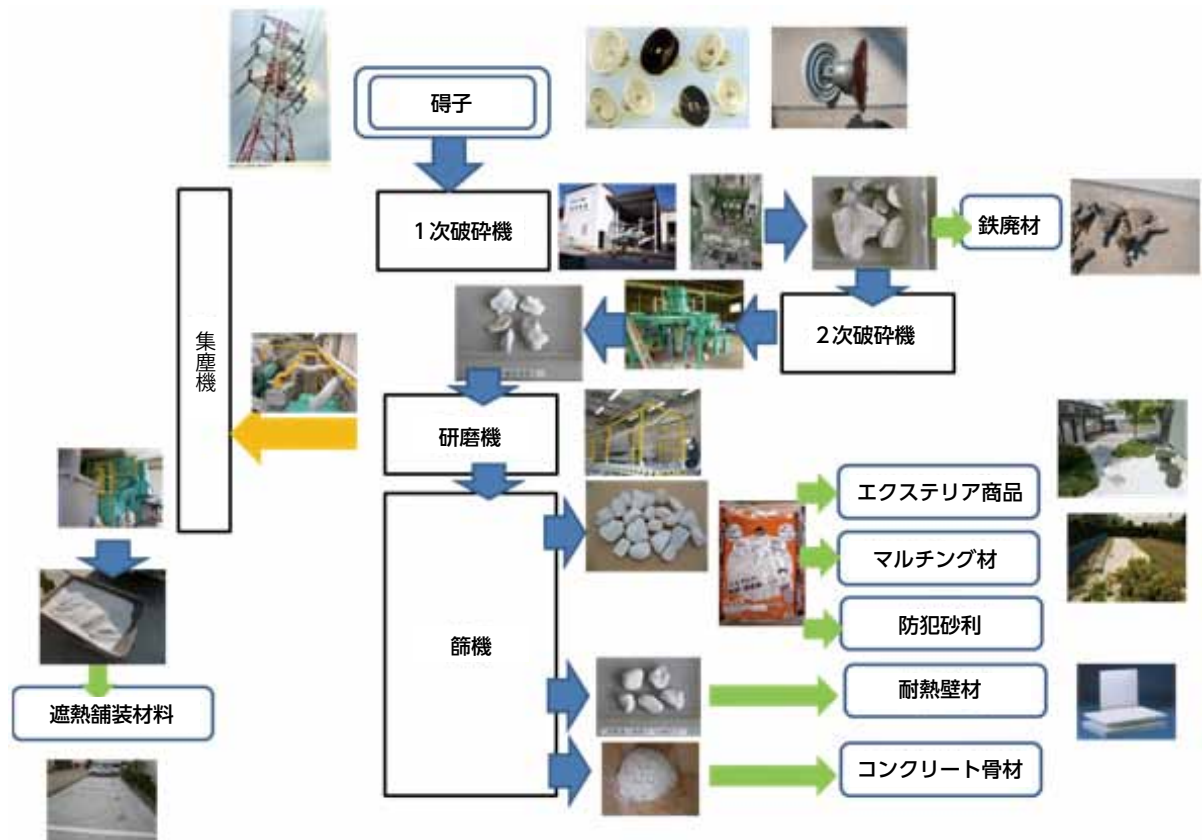 碍子
1次破砕機
鉄廃材
2次破砕機
集塵機
研磨機
エクステリア商品
マルチング材
防犯砂利
篩機
耐熱壁材
遮熱舗装材料
コンクリート骨材